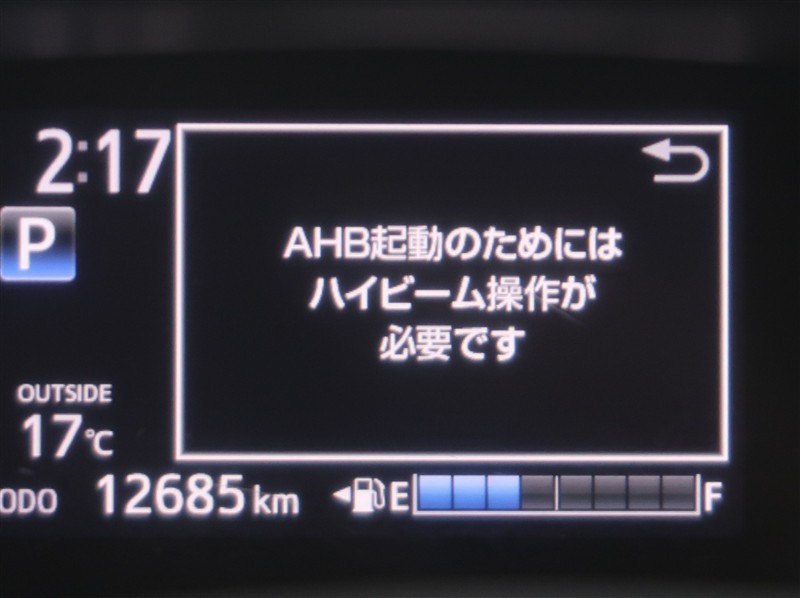 2:17
P
AHB起動のためには
ハイビーム操作が
必要です
OUTSIDE
17℃
ODO 12685 km E F